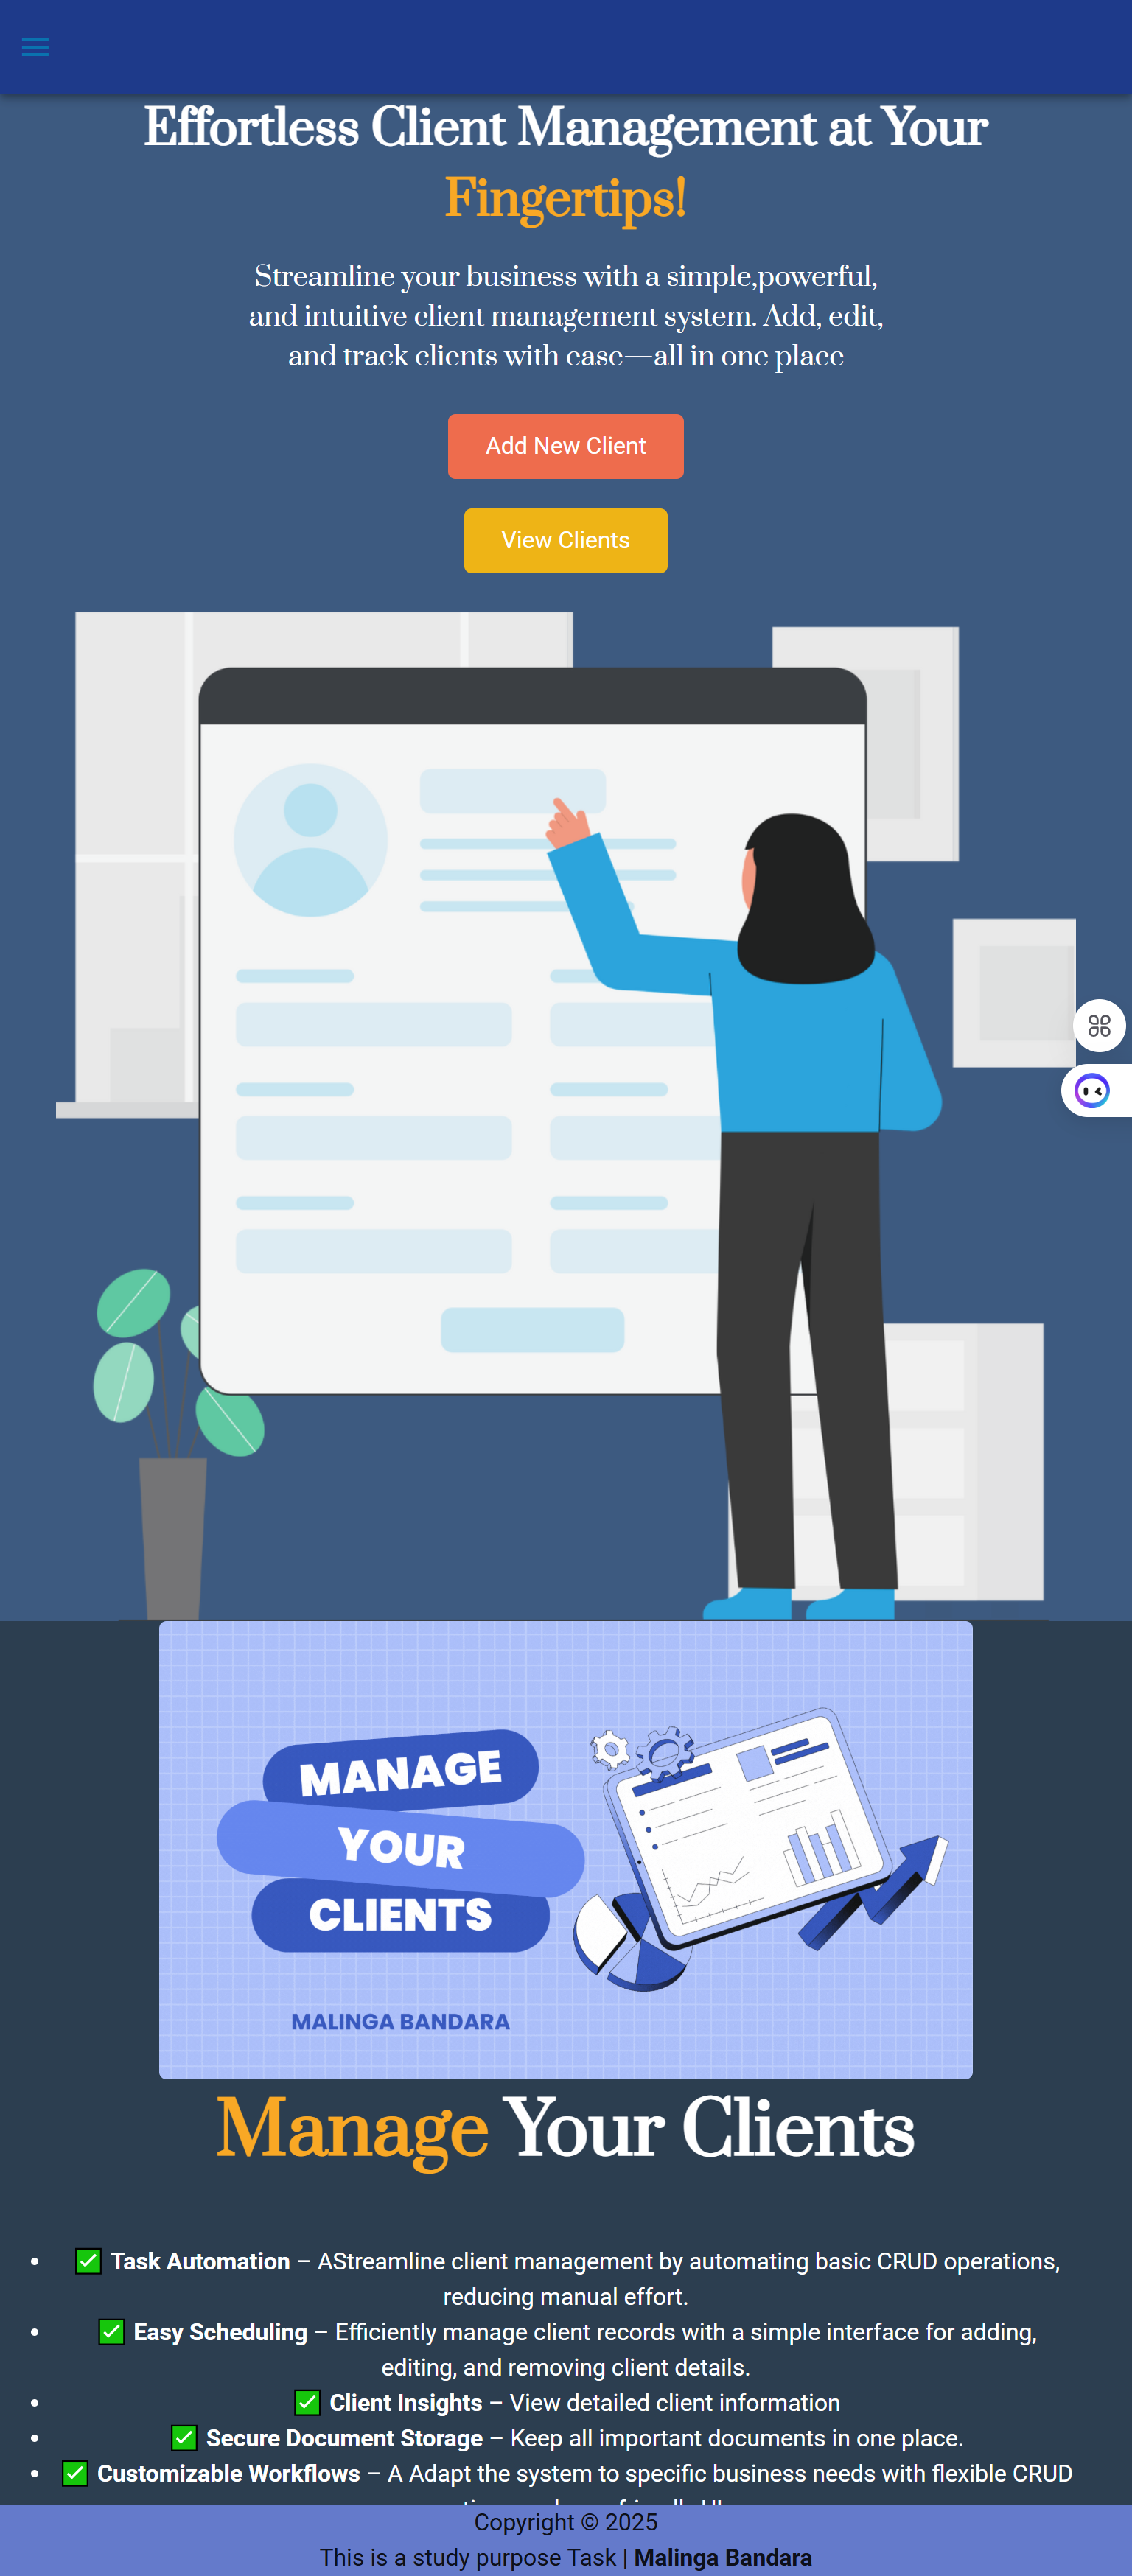 Effortless Client Management at Your
Fingertips!
Streamline your business with a simple,powerful,
and intuitive client management system. Add, edit,
and track clients with ease—all in one place
Add New Client
View Clients
MANAGE
YOUR
CLIENTS
MALINGA BANDARA
Manage Your Clients
• ✅ Task Automation – AStreamline client management by automating basic CRUD operations,
reducing manual effort.
• ✅ Easy Scheduling – Efficiently manage client records with a simple interface for adding,
editing, and removing client details.
• ✅ Client Insights – View detailed client information
• ✅ Secure Document Storage – Keep all important documents in one place.
• ✅ Customizable Workflows – A Adapt the system to specific business needs with flexible CRUD
Copyright © 2025
This is a study purpose Task | Malinga Bandara